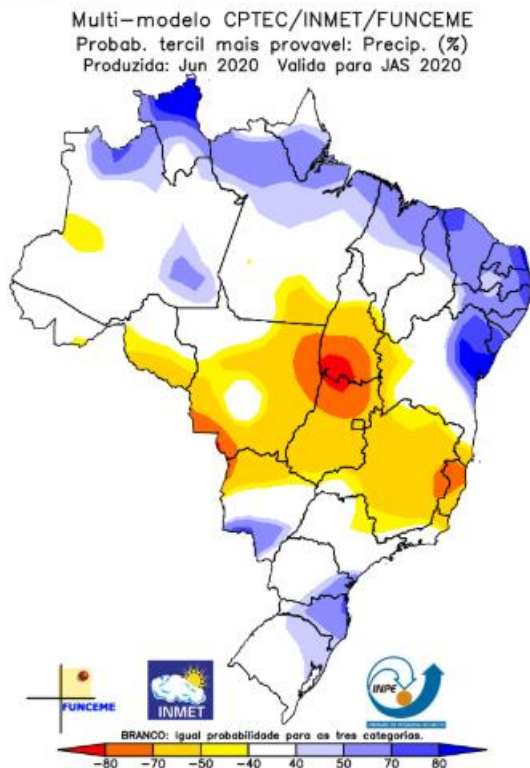 Multi-modelo CPTEC/INMET/FUNCEME
Probab. tercil mais provavel: Precip. (%)
Produzida: Jun 2020 Valida para JAS 2020
FUNCEME
INMET
INPE
BRANCO: igual probabilidade para as tres categorias.
-80 -70 -50 -40 40 50 70 80